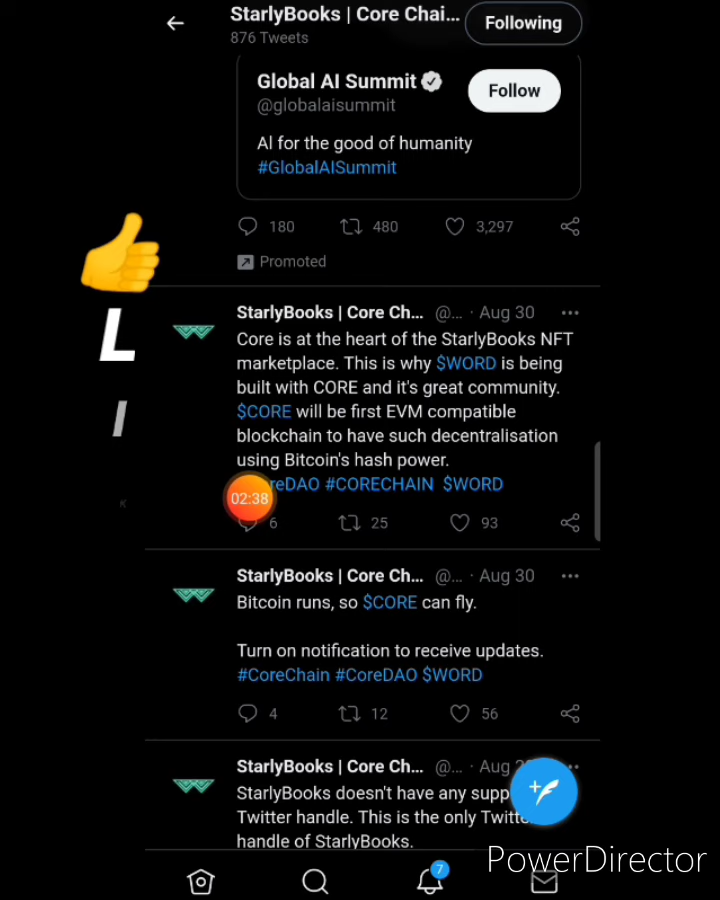 StarlyBooks | Core Chai...
Following
876 Tweets
Global AI Summit
Follow
@globalaisummit
AI for the good of humanity
#GlobalAISummit
180 480 3,297
Promoted
L
I
K
StarlyBooks | Core Ch... @... · Aug 30
Core is at the heart of the StarlyBooks NFT
marketplace. This is why $WORD is being
built with CORE and it's great community.
$CORE will be first EVM compatible
blockchain to have such decentralisation
using Bitcoin's hash power.
reDAO #CORECHAIN $WORD
02:38
6 25 93
StarlyBooks | Core Ch... @... · Aug 30
Bitcoin runs, so $CORE can fly.
Turn on notification to receive updates.
#CoreChain #CoreDAO $WORD
4 12 56
StarlyBooks | Core Ch... @... · Aug
StarlyBooks doesn't have any supp
Twitter handle. This is the only Twitt
handle of StarlyBooks.
7
PowerDirector